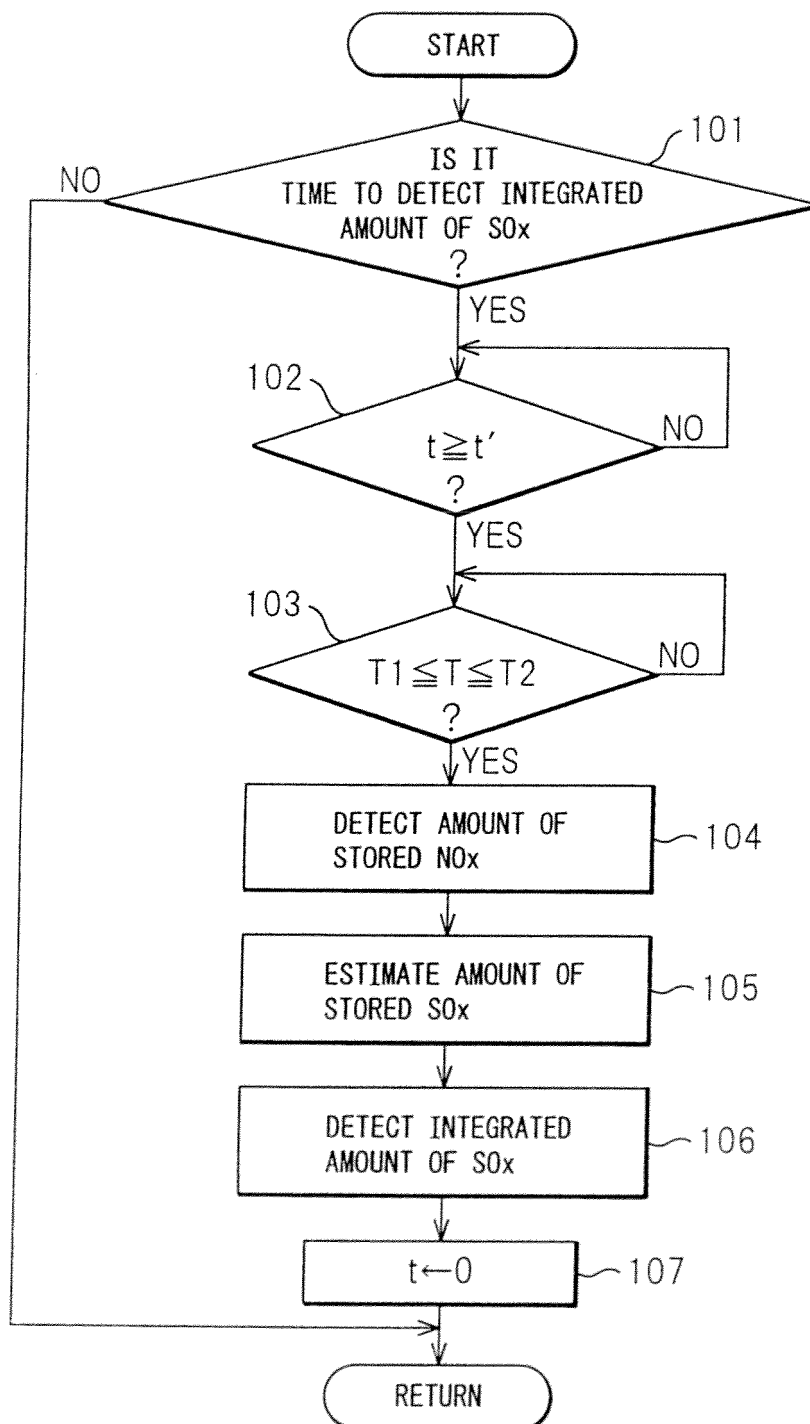 START
101
IS IT
TIME TO DETECT INTEGRATED
AMOUNT OF SOx
?
NO
YES
102
t≧t′
?
NO
YES
103
T1≦T≦T2
?
NO
YES
DETECT AMOUNT OF
STORED NOx
104
ESTIMATE AMOUNT OF
STORED SOx
105
DETECT INTEGRATED
AMOUNT OF SOx
106
t←0
107
RETURN